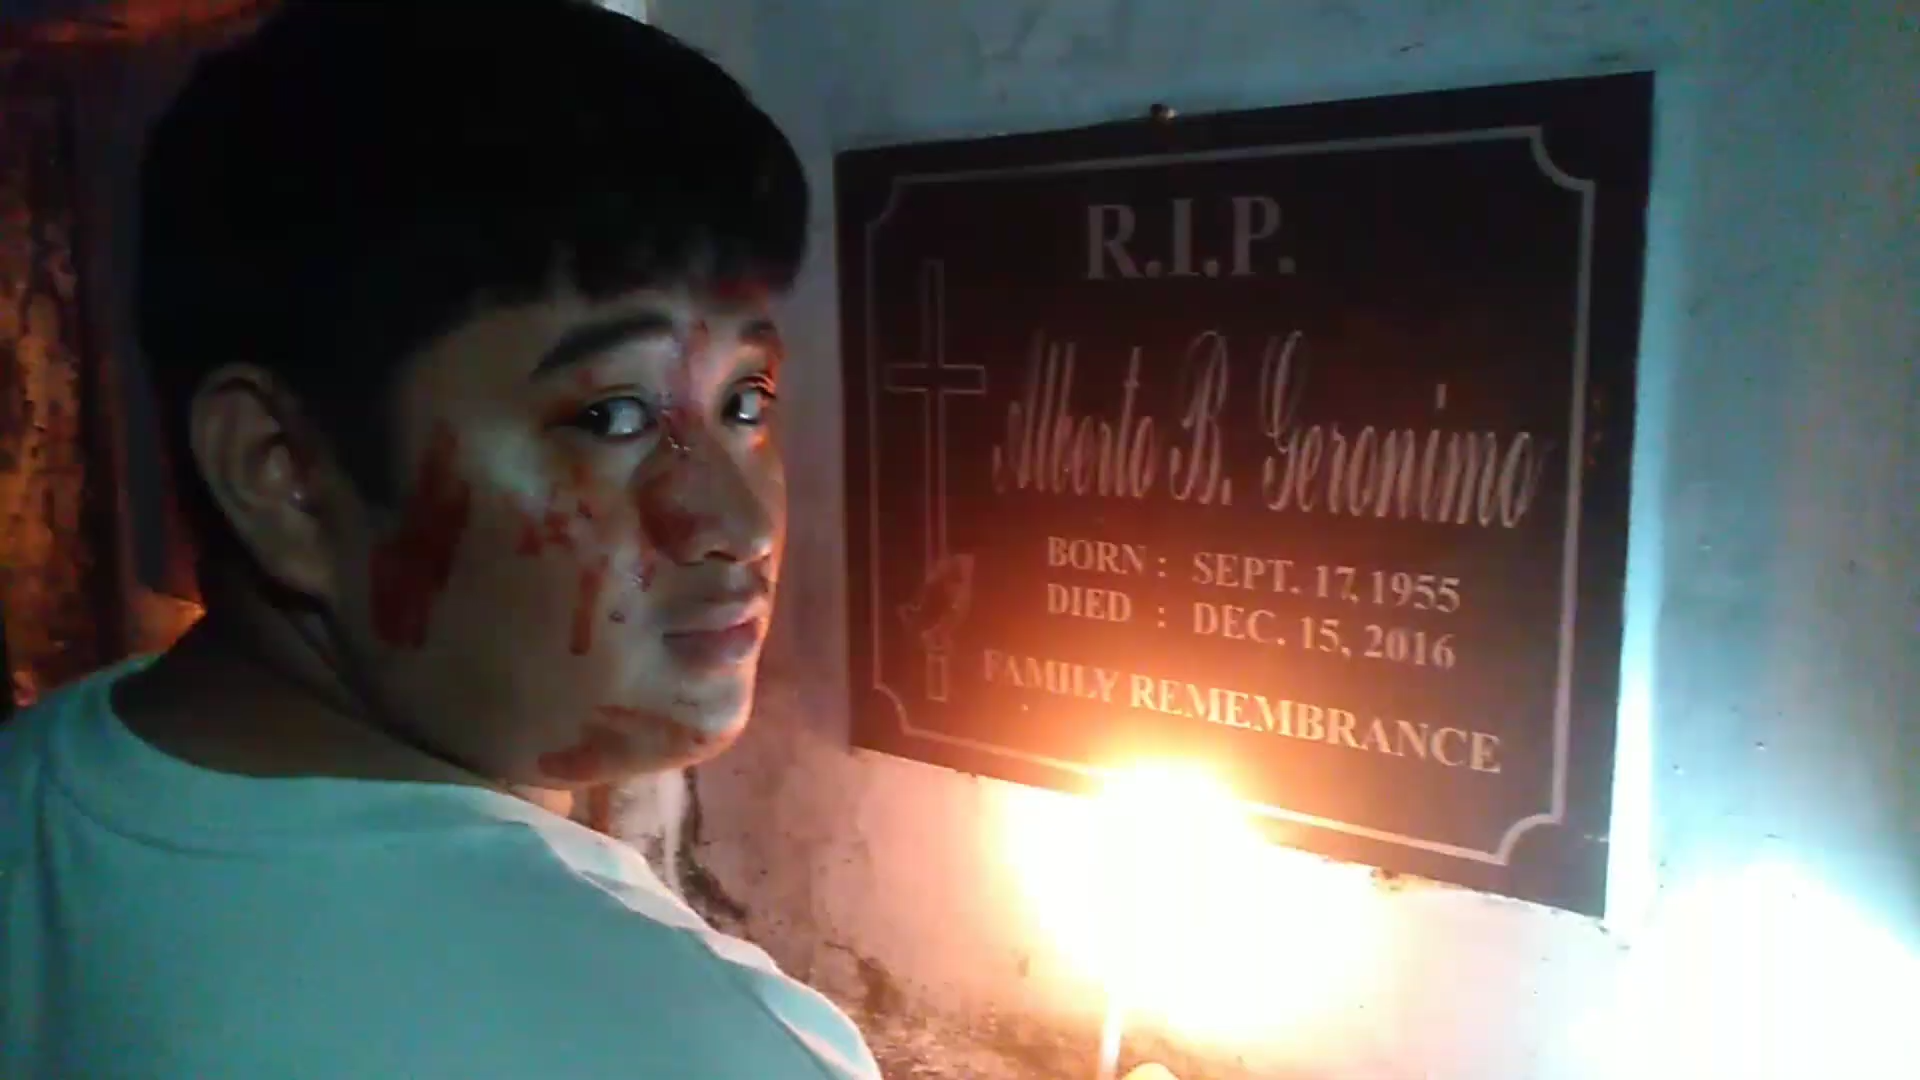 R.I.P.
Alberto B. Geronimo
BORN : SEPT. 17, 1955
DIED : DEC. 15, 2016
FAMILY REMEMBRANCE